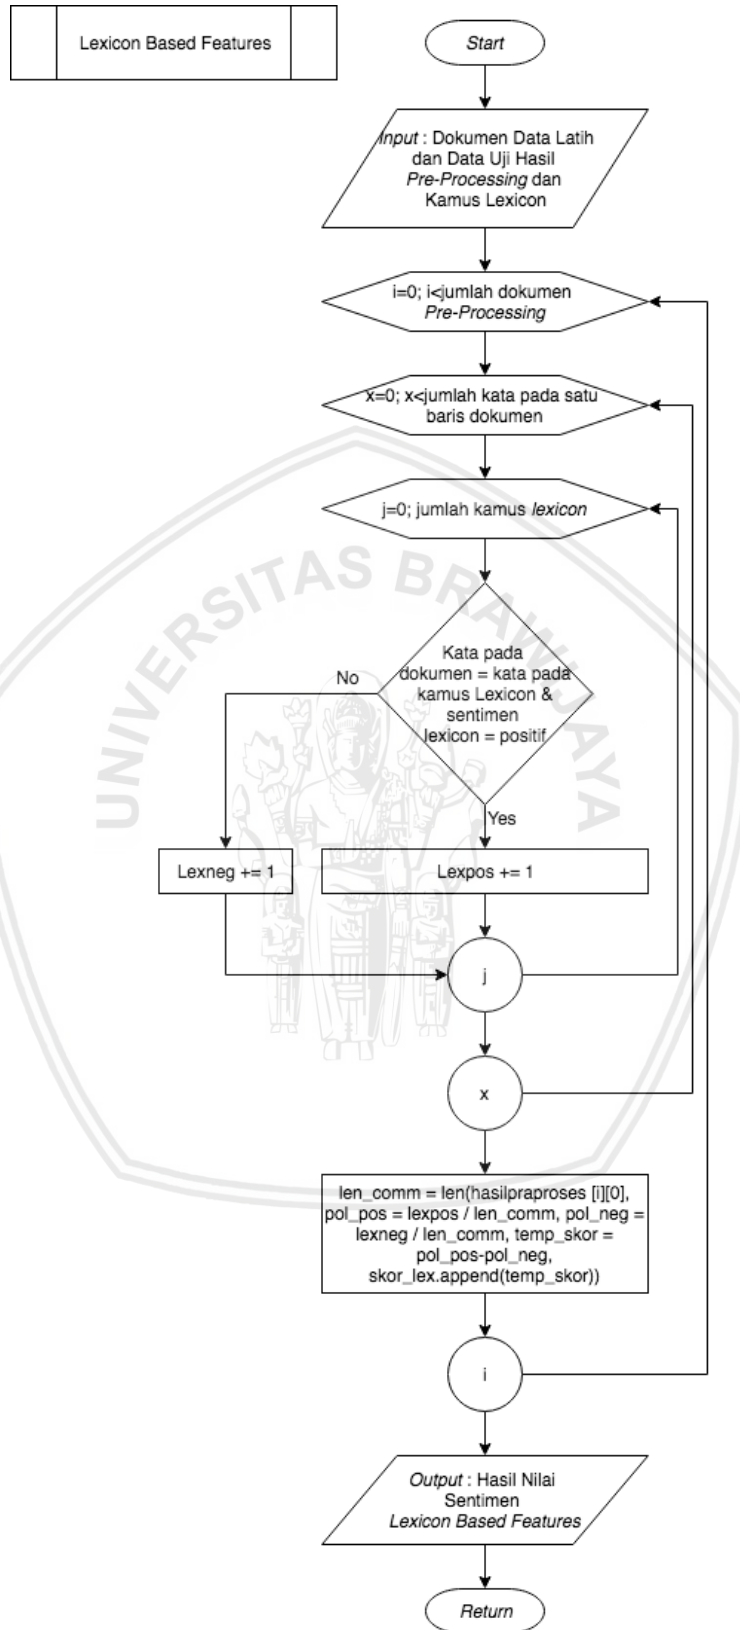 Lexicon Based Features
Start
Input : Dokumen Data Latih
dan Data Uji Hasil
Pre-Processing dan
Kamus Lexicon
i=0; i<jumlah dokumen
Pre-Processing
x=0; x<jumlah kata pada satu
baris dokumen
j=0; jumlah kamus lexicon
UNIVERSITAS BRAWIJAYA
Kata pada
dokumen = kata pada
kamus Lexicon &
sentimen
lexicon = positif
No
Yes
Lexneg += 1
Lexpos += 1
j
x
len_comm = len(hasilpraproses [i][0],
pol_pos = lexpos / len_comm, pol_neg =
lexneg / len_comm, temp_skor =
pol_pos-pol_neg,
skor_lex.append(temp_skor))
i
Output : Hasil Nilai
Sentimen
Lexicon Based Features
Return